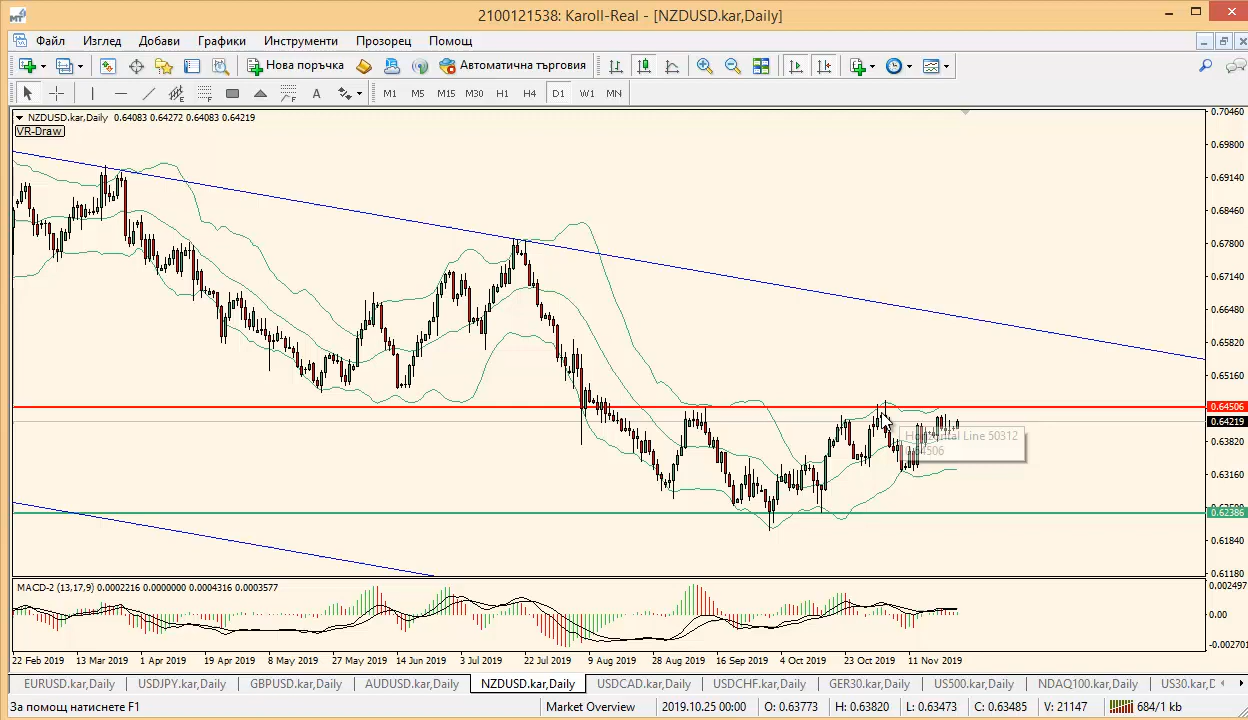 2100121538: Karoll-Real - [NZDUSD.kar,Daily]
Файл Изглед Добави Графики Инструменти Прозорец Помощ
Нова поръчка Автоматична търговия
A M1 M5 M15 M30 H1 H4 D1 W1 MN
NZDUSD.kar,Daily 0.64083 0.64272 0.64083 0.64219
VR-Draw
0.70460
0.69800
0.69140
0.68460
0.67800
0.67140
0.66480
0.65820
0.65160
0.64506
0.64219
0.63820
0.63160
0.62386
0.61840
0.61180
Horizontal Line 50312
0.64506
MACD-2 (13,17,9) 0.0002216 0.0000000 0.0004316 0.0003577
0.002497
0.00
-0.002701
22 Feb 2019 13 Mar 2019 1 Apr 2019 19 Apr 2019 8 May 2019 27 May 2019 14 Jun 2019 3 Jul 2019 22 Jul 2019 9 Aug 2019 28 Aug 2019 16 Sep 2019 4 Oct 2019 23 Oct 2019 11 Nov 2019
EURUSD.kar,Daily USDJPY.kar,Daily GBPUSD.kar,Daily AUDUSD.kar,Daily NZDUSD.kar,Daily USDCAD.kar,Daily USDCHF.kar,Daily GER30.kar,Daily US500.kar,Daily NDAQ100.kar,Daily US30.kar,D
За помощ натиснете F1 Market Overview 2019.10.25 00:00 O: 0.63773 H: 0.63820 L: 0.63473 C: 0.63485 V: 21147 684/1 kb